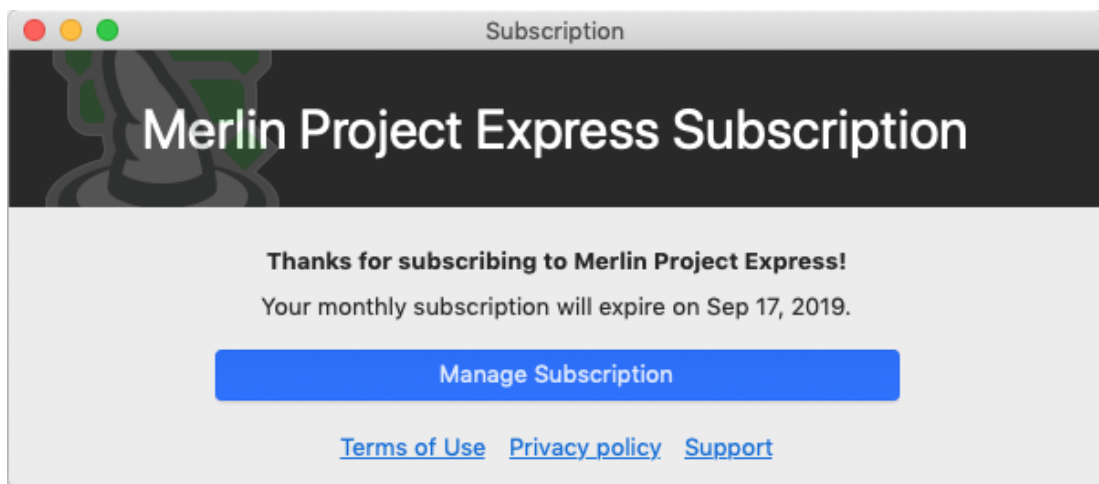 Subscription
Merlin Project Express Subscription
Thanks for subscribing to Merlin Project Express!
Your monthly subscription will expire on Sep 17, 2019.
Manage Subscription
Terms of Use Privacy policy Support